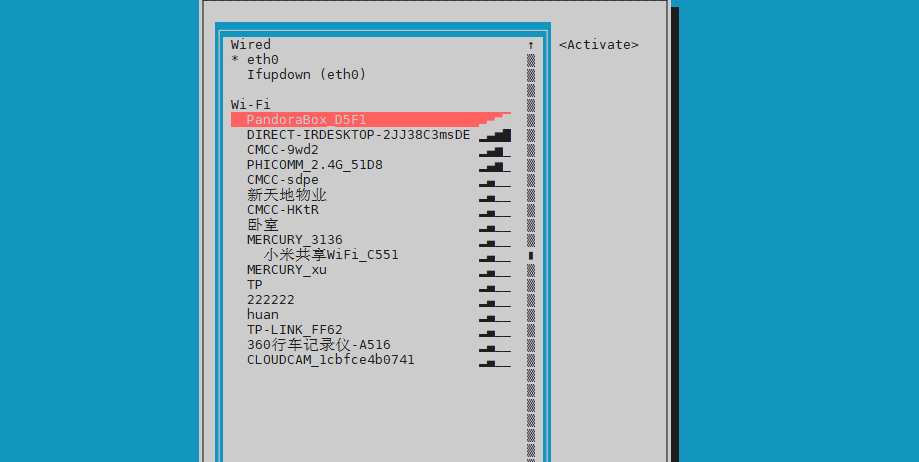 Wired ↑ <Activate>
* eth0
Ifupdown (eth0)
Wi-Fi
PandoraBox_D5F1
DIRECT-IRDESKTOP-2JJ38C3msDE
CMCC-9wd2
PHICOMM_2.4G_51D8
CMCC-sdpe
新天地物业
CMCC-HKtR
卧室
MERCURY_3136
小米共享WiFi_C551
MERCURY_xu
TP
222222
huan
TP-LINK_FF62
360行车记录仪-A516
CLOUDCAM_1cbfce4b0741